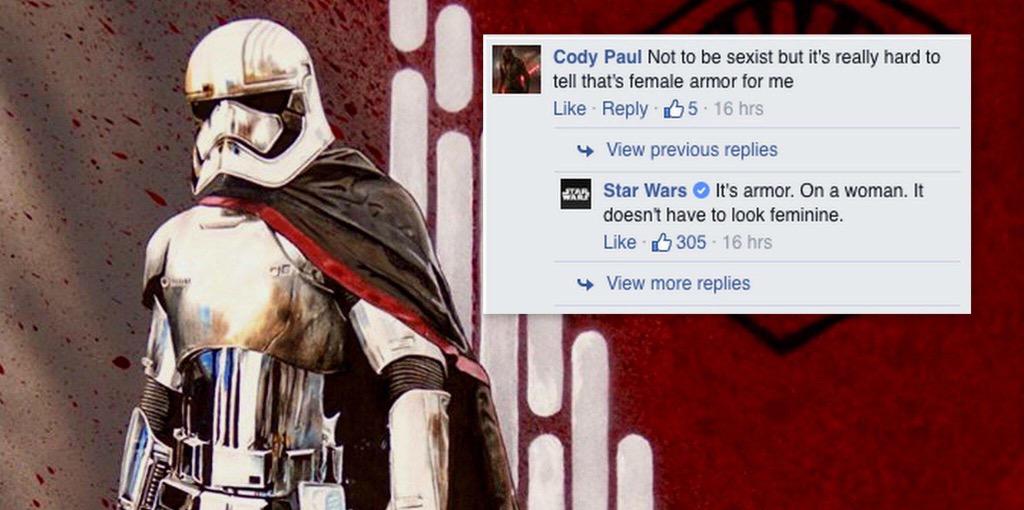 Cody Paul Not to be sexist but it's really hard to
tell that's female armor for me
Like · Reply · 5 · 16 hrs
View previous replies
STAR WARS
Star Wars It's armor. On a woman. It
doesn't have to look feminine.
Like · 305 · 16 hrs
View more replies